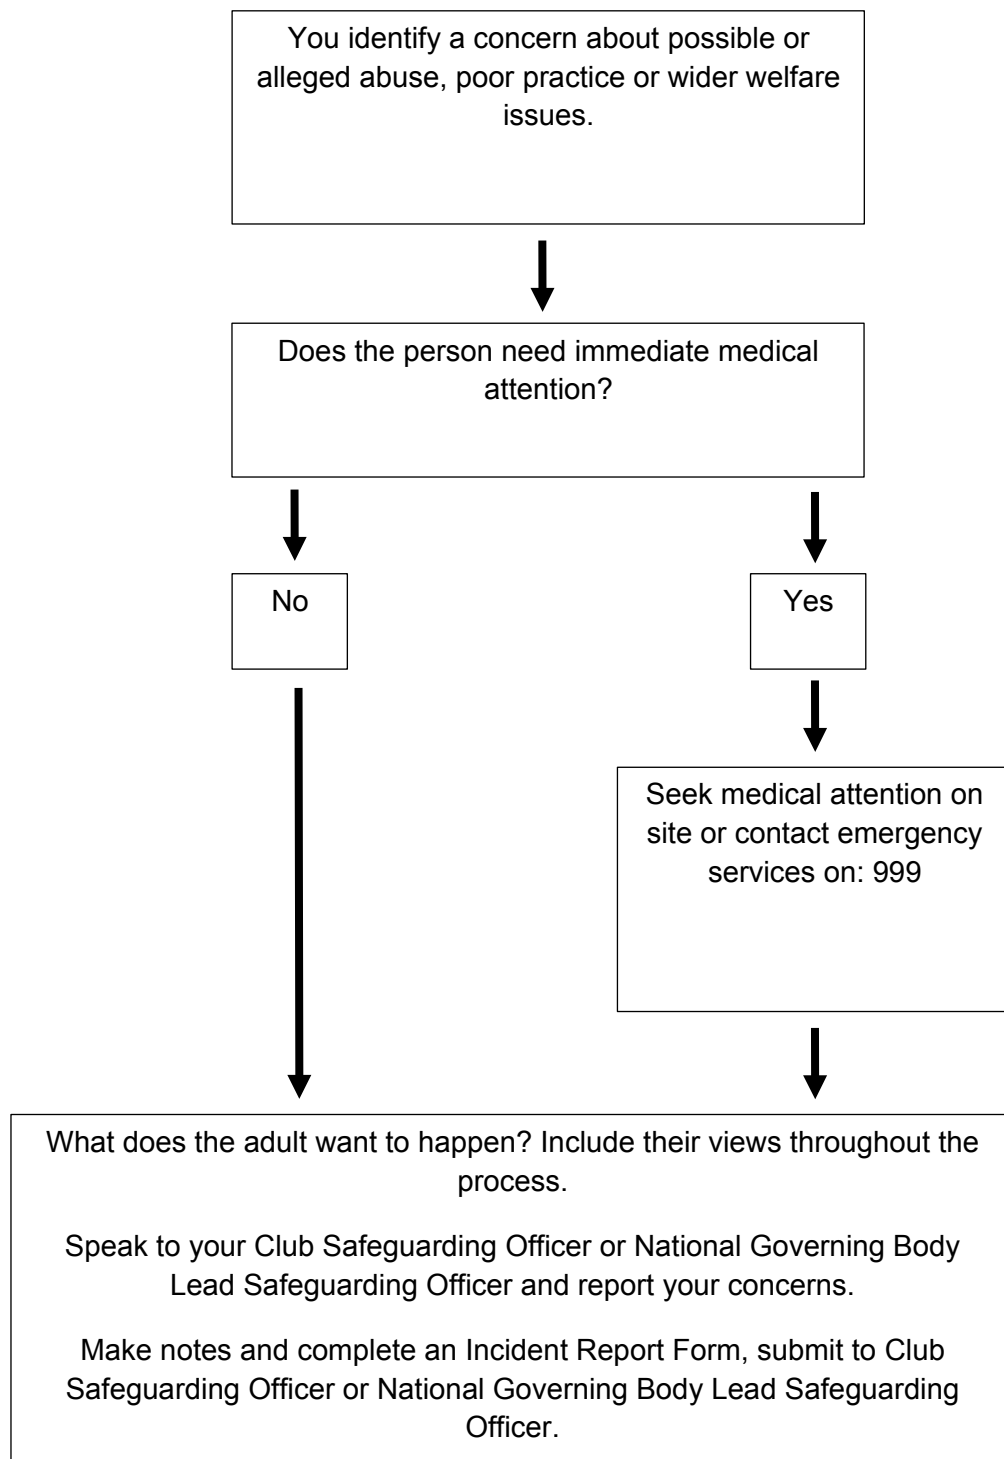 You identify a concern about possible or
alleged abuse, poor practice or wider welfare
issues.
Does the person need immediate medical
attention?
No
Yes
Seek medical attention on
site or contact emergency
services on: 999
What does the adult want to happen? Include their views throughout the
process.
Speak to your Club Safeguarding Officer or National Governing Body
Lead Safeguarding Officer and report your concerns.
Make notes and complete an Incident Report Form, submit to Club
Safeguarding Officer or National Governing Body Lead Safeguarding
Officer.